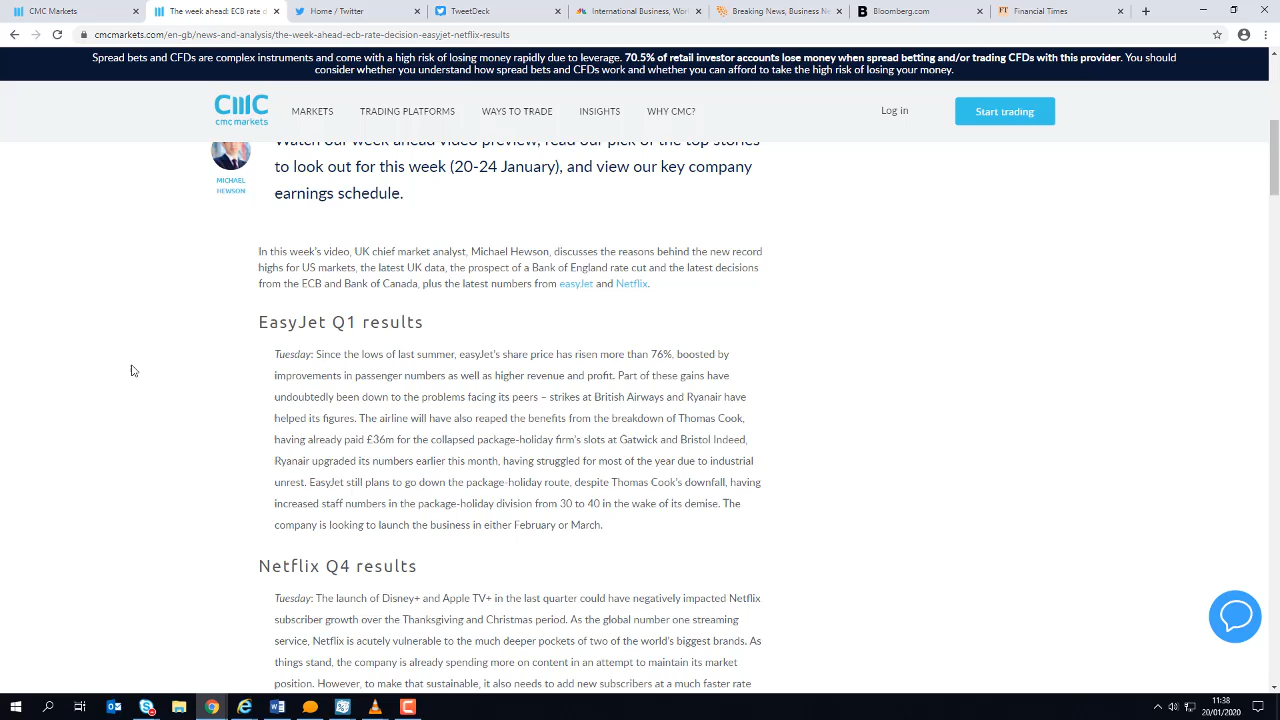 CMC Markets
The week ahead: ECB rate d
Home / Twitter
TweetDeck
International Business, Worl
Breaking News, Business Ne
Bloomberg.com
Financial Times
cmcmarkets.com/en-gb/news-and-analysis/the-week-ahead-ecb-rate-decision-easyjet-netflix-results
Spread bets and CFDs are complex instruments and come with a high risk of losing money rapidly due to leverage. 70.5% of retail investor accounts lose money when spread betting and/or trading CFDs with this provider. You should
consider whether you understand how spread bets and CFDs work and whether you can afford to take the high risk of losing your money.
cmc markets
MARKETS
TRADING PLATFORMS
WAYS TO TRADE
INSIGHTS
WHY CMC?
Log in
Start trading
Watch our week ahead video preview, read our pick of the top stories
to look out for this week (20-24 January), and view our key company
earnings schedule.
MICHAEL
HEWSON
In this week's video, UK chief market analyst, Michael Hewson, discusses the reasons behind the new record
highs for US markets, the latest UK data, the prospect of a Bank of England rate cut and the latest decisions
from the ECB and Bank of Canada, plus the latest numbers from easyJet and Netflix.
EasyJet Q1 results
Tuesday: Since the lows of last summer, easyJet's share price has risen more than 76%, boosted by
improvements in passenger numbers as well as higher revenue and profit. Part of these gains have
undoubtedly been down to the problems facing its peers – strikes at British Airways and Ryanair have
helped its figures. The airline will have also reaped the benefits from the breakdown of Thomas Cook,
having already paid £36m for the collapsed package-holiday firm's slots at Gatwick and Bristol Indeed,
Ryanair upgraded its numbers earlier this month, having struggled for most of the year due to industrial
unrest. EasyJet still plans to go down the package-holiday route, despite Thomas Cook's downfall, having
increased staff numbers in the package-holiday division from 30 to 40 in the wake of its demise. The
company is looking to launch the business in either February or March.
Netflix Q4 results
Tuesday: The launch of Disney+ and Apple TV+ in the last quarter could have negatively impacted Netflix
subscriber growth over the Thanksgiving and Christmas period. As the global number one streaming
service, Netflix is acutely vulnerable to the much deeper pockets of two of the world's biggest brands. As
things stand, the company is already spending more on content in an attempt to maintain its market
position. However, to make that sustainable, it also needs to add new subscribers at a much faster rate
11:38
20/01/2020